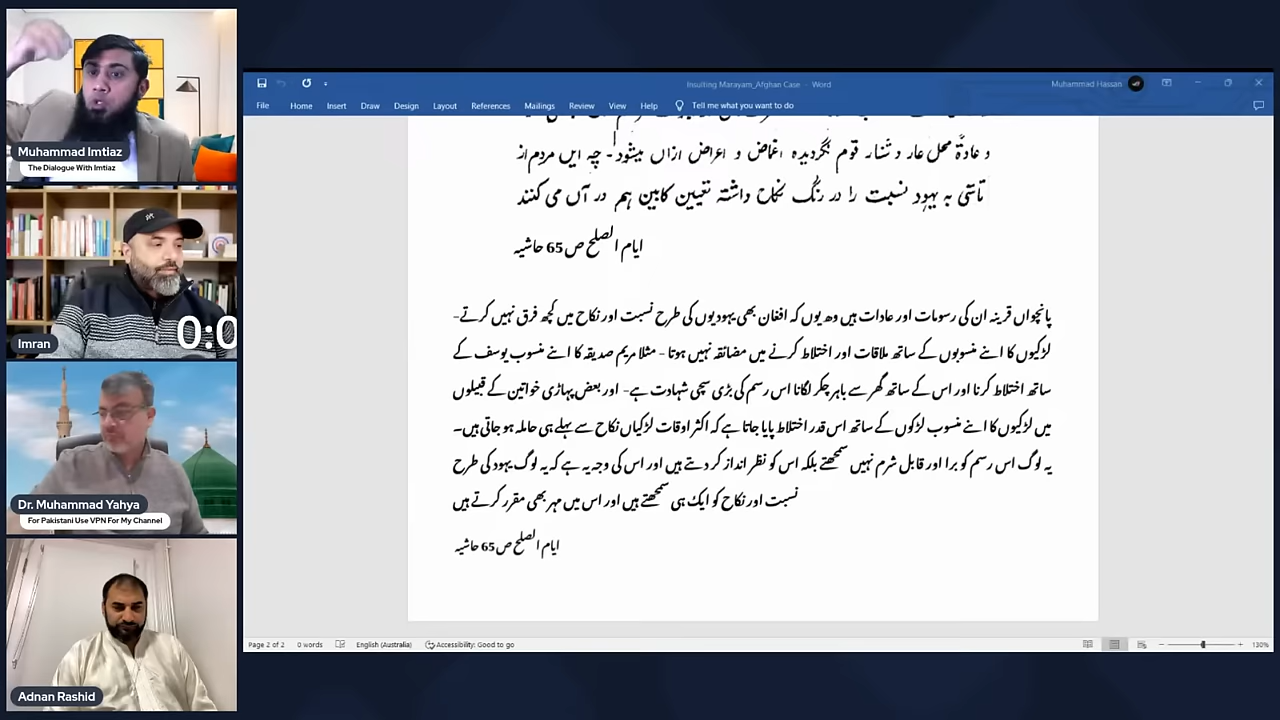 Muhammad Imtiaz
The Dialogue With Imtiaz
Imran
0:0
Dr. Muhammad Yahya
For Pakistani Use VPN For My Channel
Adnan Rashid
Insulting Marayam_Afghan Case - Word
Muhammad Hassan
File Home Insert Draw Design Layout References Mailings Review View Help Tell me what you want to do
و عادۃً محل عار و شنار قوم نگردیدہ اغماض و اعراض ازاں میشود۔ چہ ایں مردم از
تاتی بہ یہود نسبت را در رنگ نکاح داشتہ تعیین کابین ہم در آں می کنند
ایام الصلح ص 65 حاشیہ
پانچواں قرینہ ان کی رسومات اور عادات ہیں وہ یوں کہ افغان بھی یہودیوں کی طرح نسبت اور نکاح میں کچھ فرق نہیں کرتے-
لڑکیوں کا اپنے منسوبوں کے ساتھ ملاقات اور اختلاط کرنے میں مضائقہ نہیں ہوتا - مثلا مریم صدیقہ کا اپنے منسوب یوسف کے
ساتھ اختلاط کرنا اور اس کے ساتھ گھر سے باہر چکر لگانا اس رسم کی بڑی سچی شہادت ہے- اور بعض پہاڑی خواتین کے قبیلوں
میں لڑکیوں کا اپنے منسوب لڑکوں کے ساتھ اس قدر اختلاط پایا جاتا ہے کہ اکثر اوقات لڑکیاں نکاح سے پہلے ہی حاملہ ہو جاتی ہیں۔
یہ لوگ اس رسم کو برا اور قابل شرم نہیں سمجھتے بلکہ اس کو نظر انداز کر دتے ہیں اور اس کی وجہ یہ ہے کہ یہ لوگ یہود کی طرح
نسبت اور نکاح کو ایک ہی سمجھتے ہیں اور اس میں مہر بھی مقرر کرتے ہیں
ایام الصلح ص 65 حاشیہ
Page 2 of 2 0 words English (Australia) Accessibility: Good to go 130%